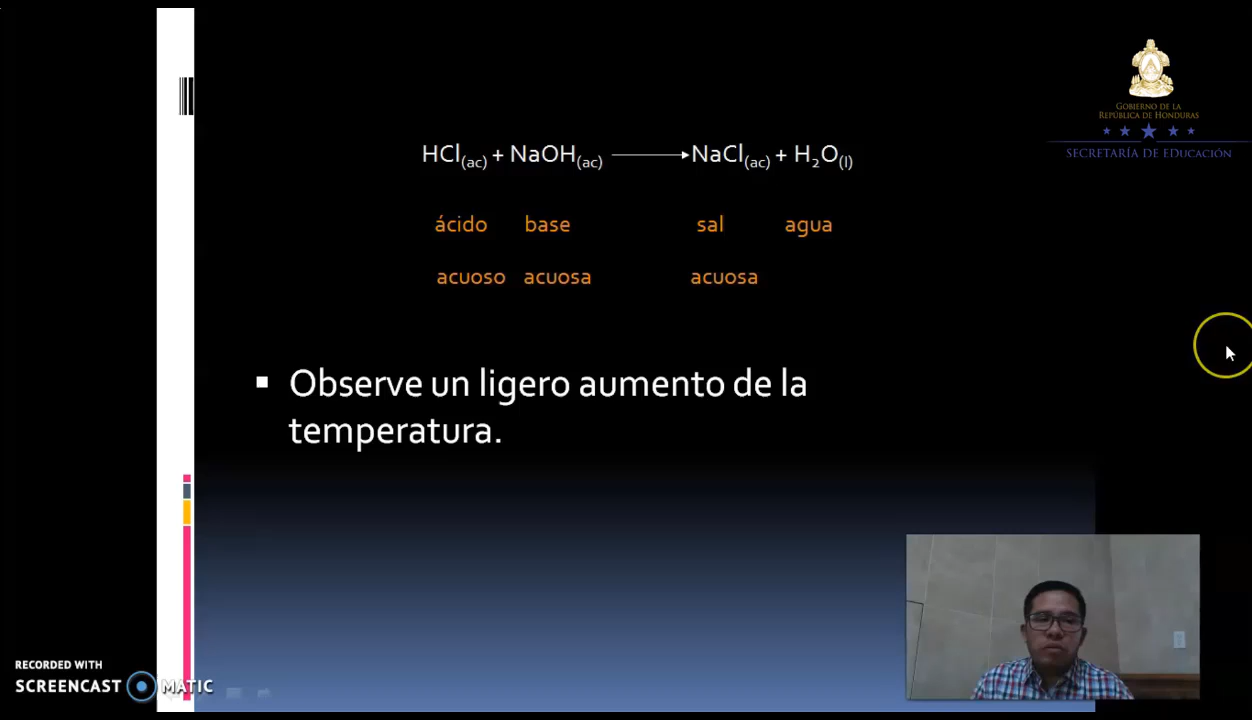 GOBIERNO DE LA
REPÚBLICA DE HONDURAS
SECRETARÍA DE EDUCACIÓN
HCl(ac) + NaOH(ac) → NaCl(ac) + H₂O(l)
ácido base sal agua
acuoso acuosa acuosa
▪ Observe un ligero aumento de la
temperatura.
RECORDED WITH
SCREENCAST MATIC